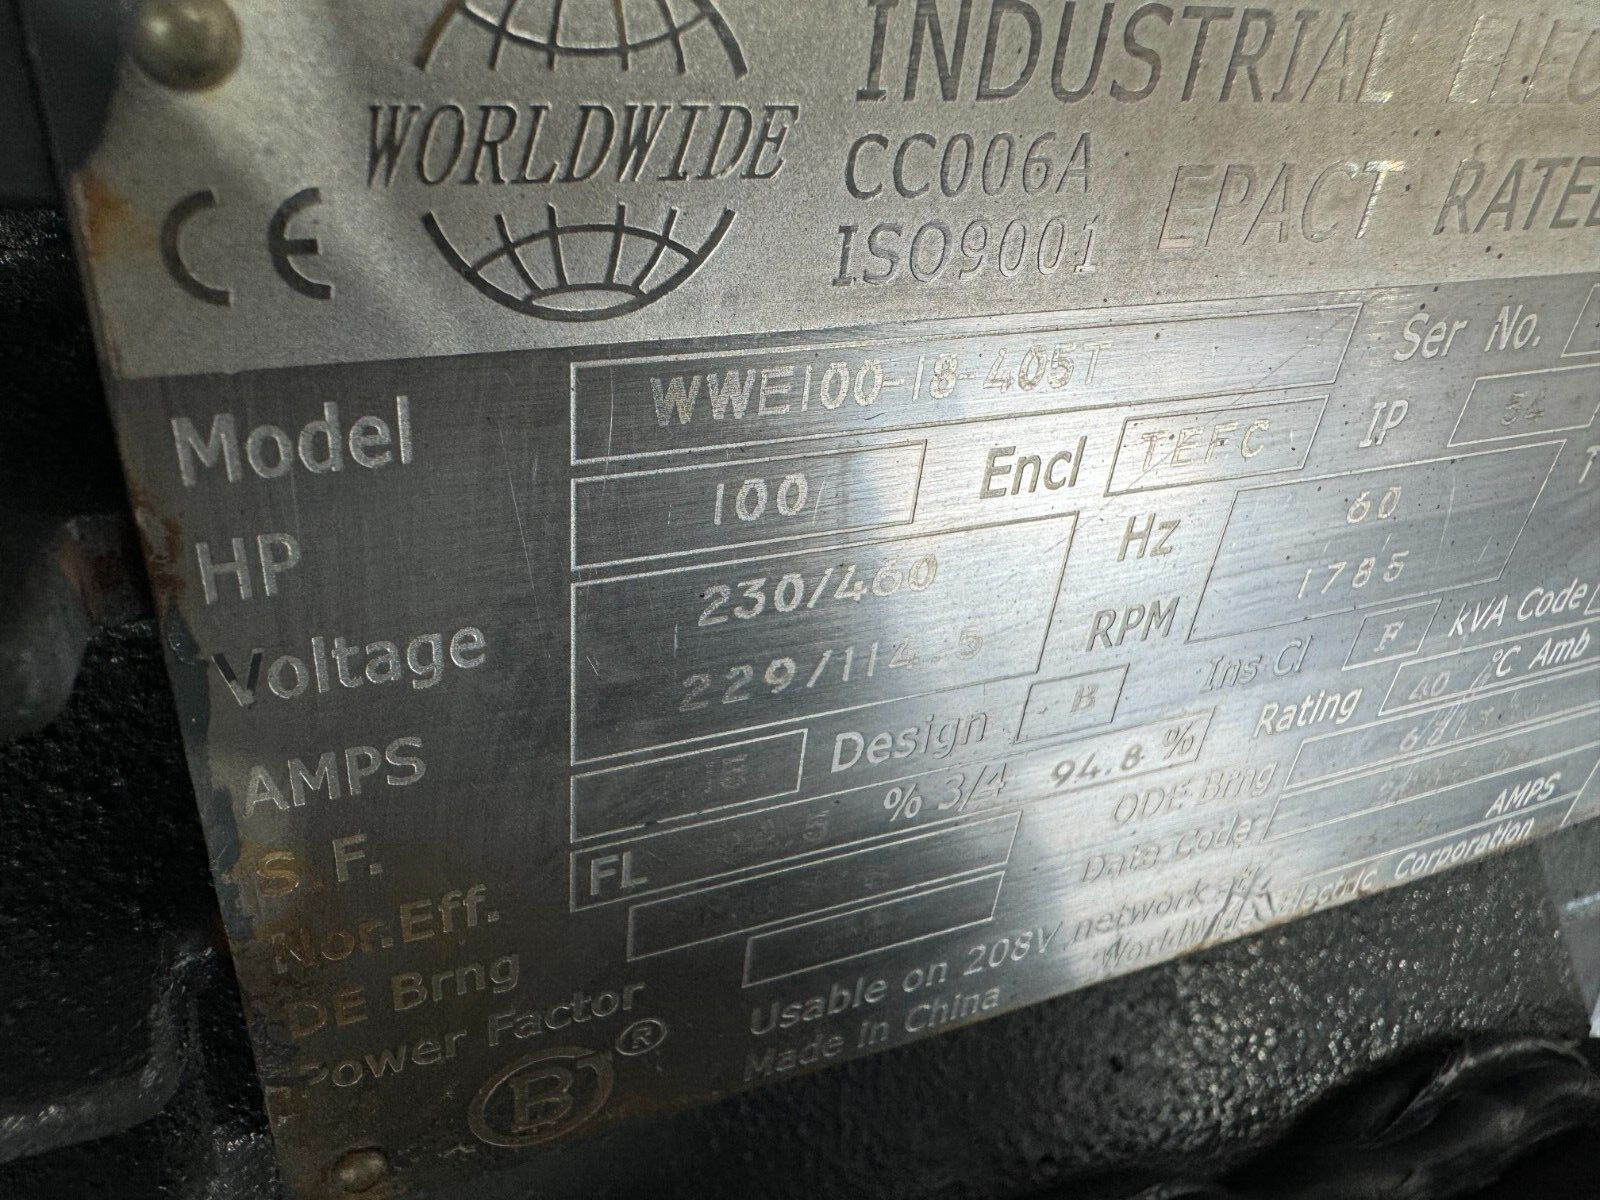 WORLDWIDE
INDUSTRIAL
CE
CC006A
ISO9001
EPACT
Model WWE100-18-405T Ser No.
HP 100 Encl TEFC IP
Voltage 230/460 Hz 60
AMPS 229/114.5 RPM 1785
S.F. Design B Ins Cl F kVA Code
Nor.Eff. FL % 3/4 94.8 % Rating 40 °C Amb
DE Brng ODE Brng
Power Factor
Usable on 208V network AMPS
Made In China Worldwide Electric Corporation
B ®